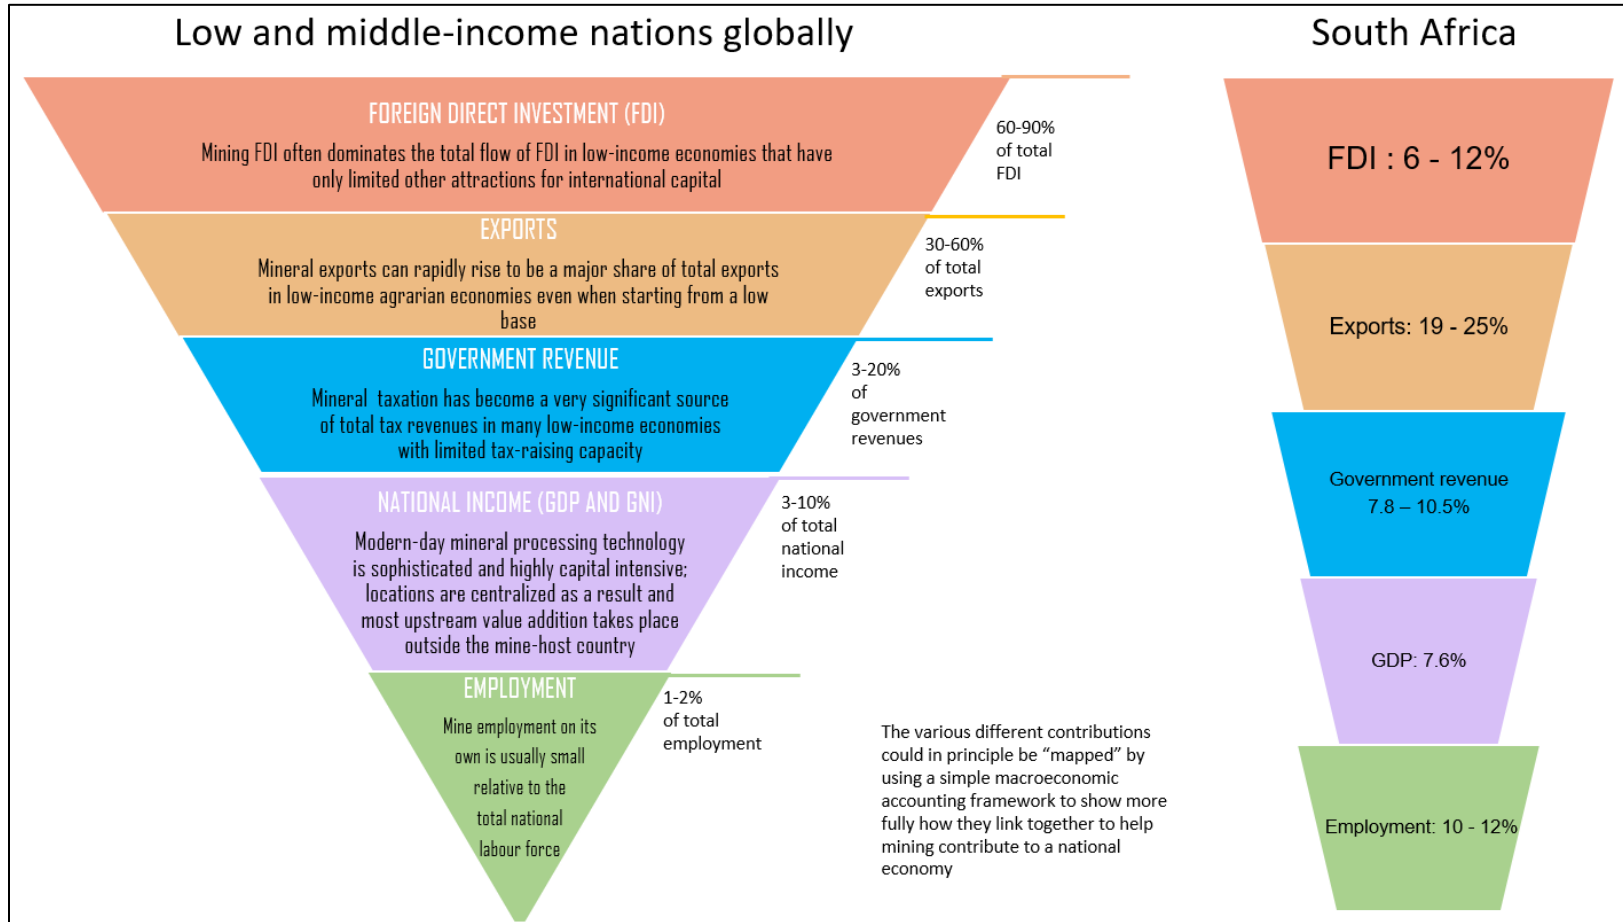 Low and middle-income nations globally
FOREIGN DIRECT INVESTMENT (FDI)
Mining FDI often dominates the total flow of FDI in low-income economies that have
only limited other attractions for international capital
60-90%
of total
FDI
EXPORTS
Mineral exports can rapidly rise to be a major share of total exports
in low-income agrarian economies even when starting from a low
base
30-60%
of total
exports
GOVERNMENT REVENUE
Mineral taxation has become a very significant source
of total tax revenues in many low-income economies
with limited tax-raising capacity
3-20%
of
government
revenues
NATIONAL INCOME (GDP AND GNI)
Modern-day mineral processing technology
is sophisticated and highly capital intensive;
locations are centralized as a result and
most upstream value addition takes place
outside the mine-host country
3-10%
of total
national
income
EMPLOYMENT
Mine employment on its
own is usually small
relative to the
total national
labour force
1-2%
of total
employment
The various different contributions
could in principle be “mapped” by
using a simple macroeconomic
accounting framework to show more
fully how they link together to help
mining contribute to a national
economy
South Africa
FDI : 6 - 12%
Exports: 19 - 25%
Government revenue
7.8 – 10.5%
GDP: 7.6%
Employment: 10 - 12%